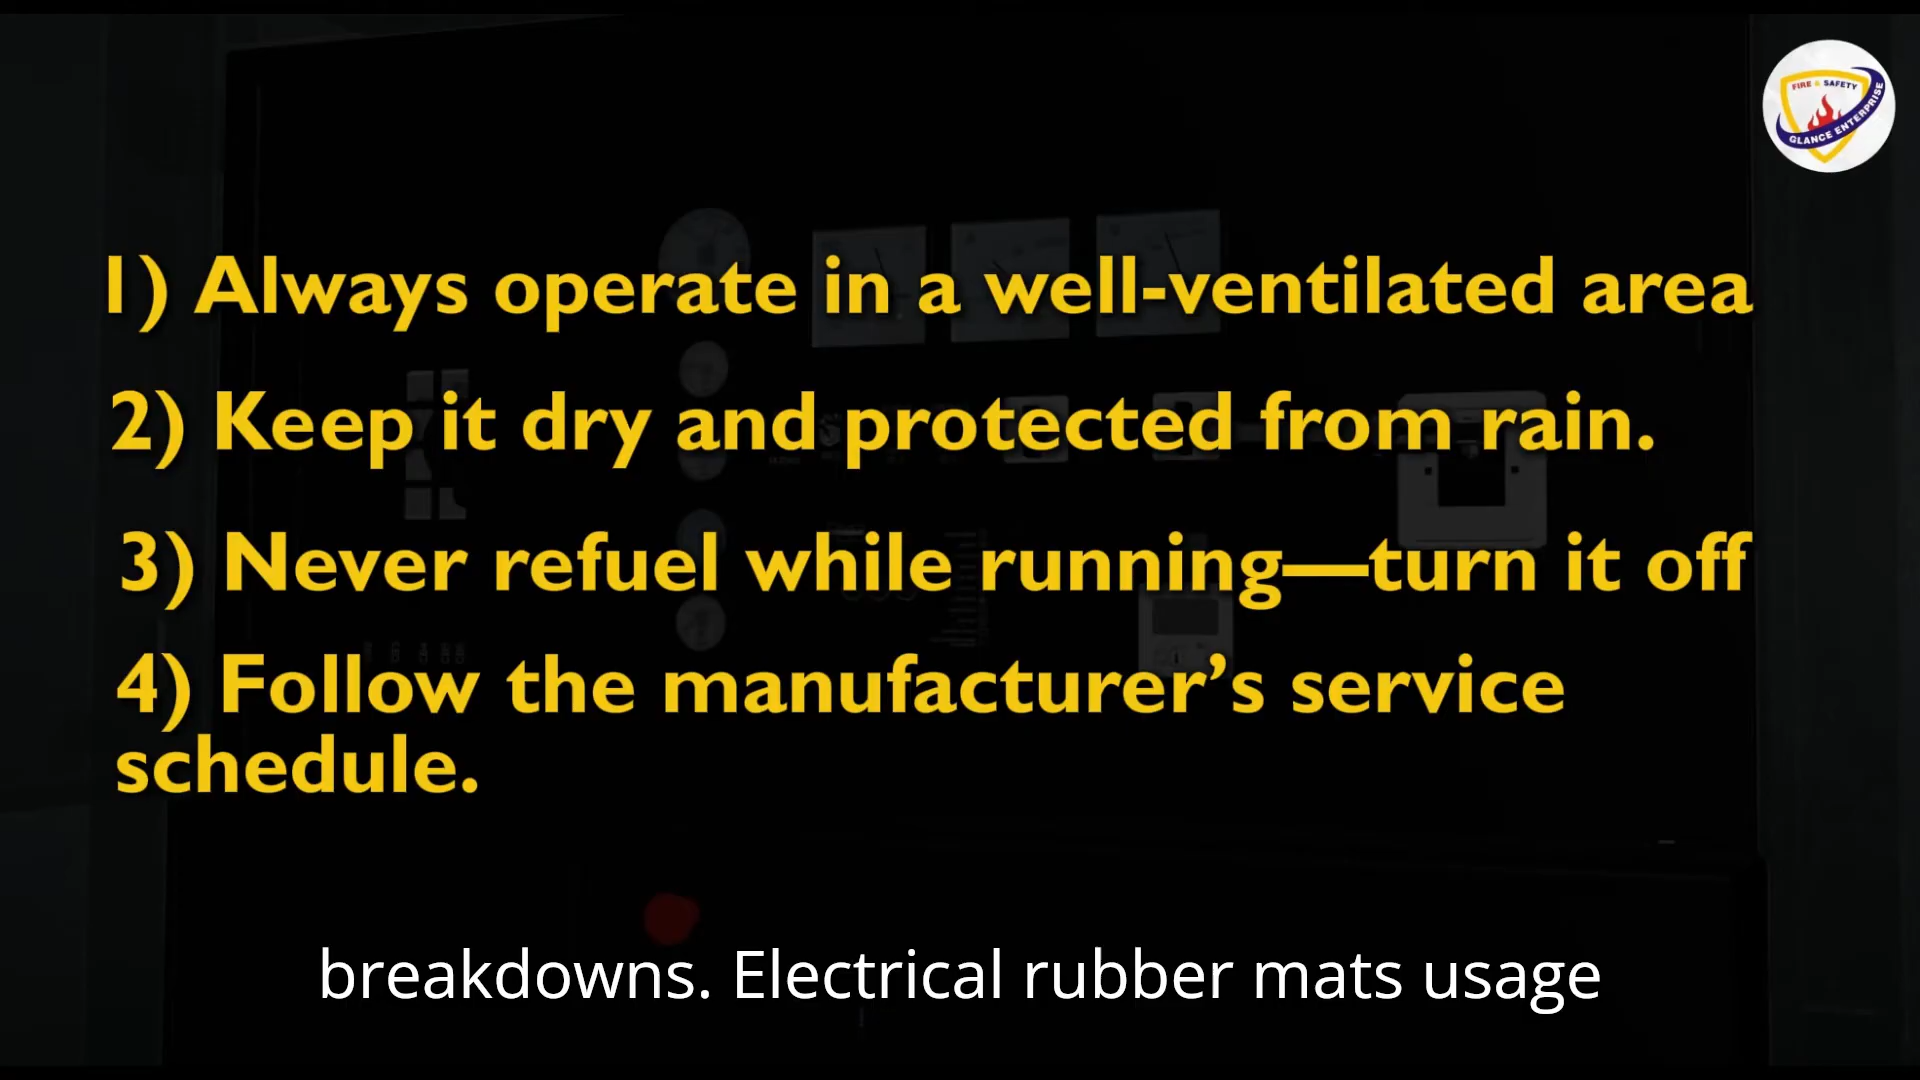 FIRE & SAFETY
GLANCE ENTERPRISE
1) Always operate in a well-ventilated area
2) Keep it dry and protected from rain.
3) Never refuel while running—turn it off
4) Follow the manufacturer’s service
schedule.
breakdowns. Electrical rubber mats usage